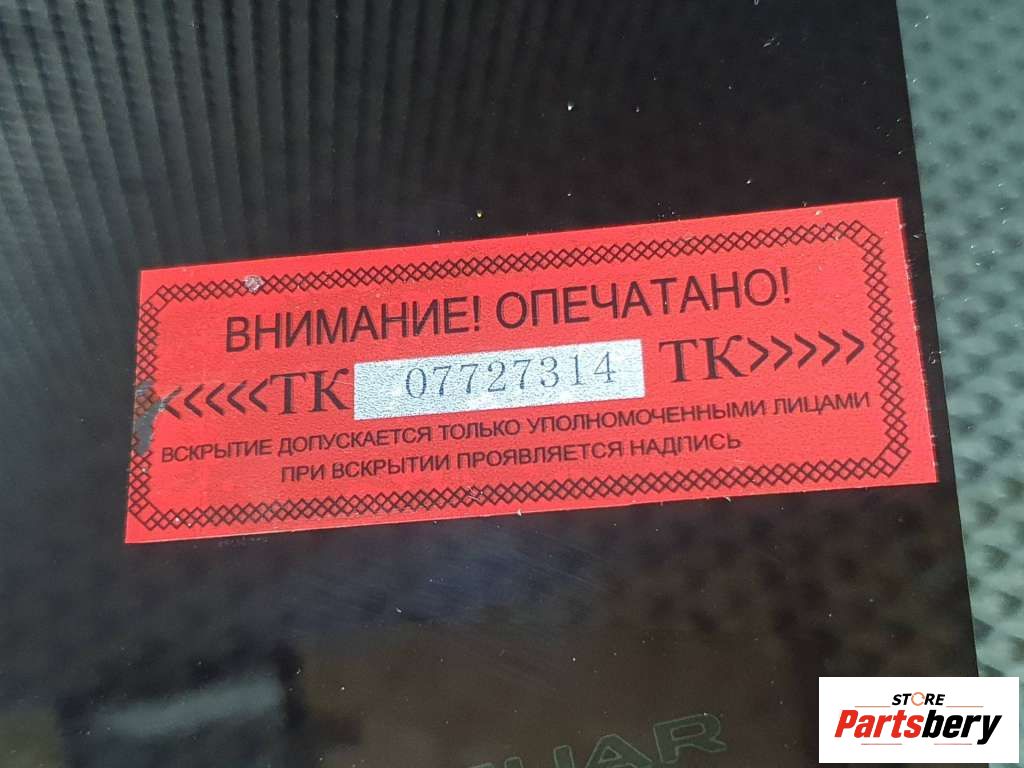 ВНИМАНИЕ! ОПЕЧАТАНО!
<<<<<ТК 07727314 ТК>>>>>
ВСКРЫТИЕ ДОПУСКАЕТСЯ ТОЛЬКО УПОЛНОМОЧЕННЫМИ ЛИЦАМИ
ПРИ ВСКРЫТИИ ПРОЯВЛЯЕТСЯ НАДПИСЬ
STORE
Partsbery